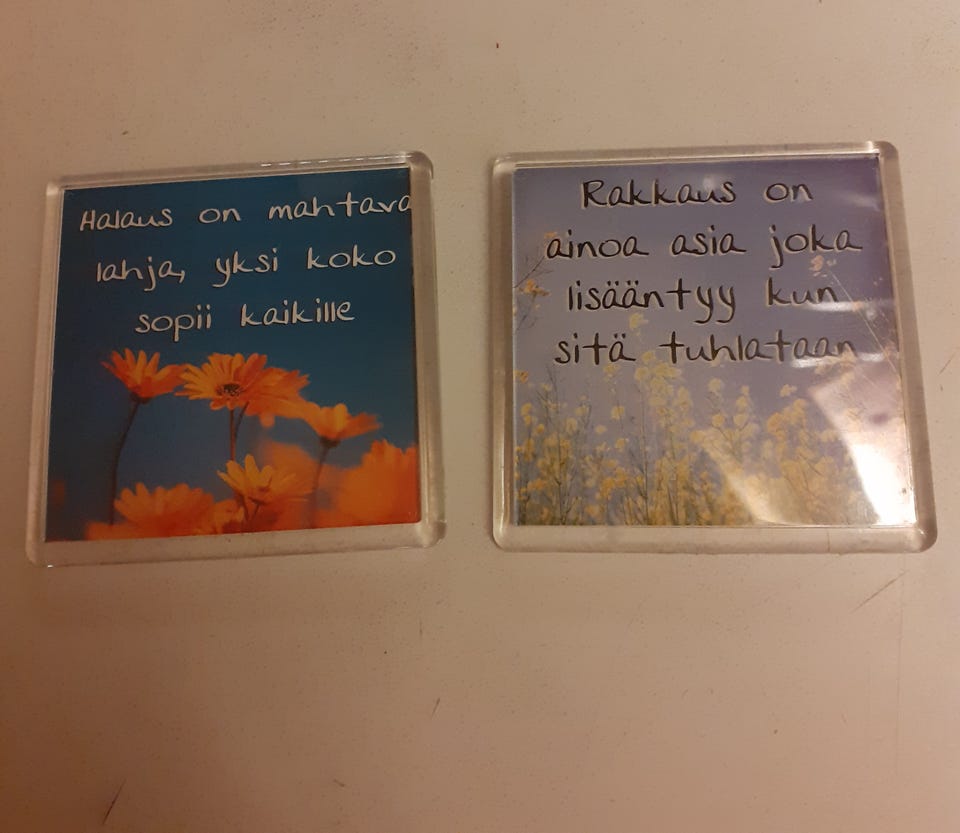 Halaus on mahtava
lahja, yksi koko
sopii kaikille
Rakkaus on
ainoa asia joka
lisääntyy kun
sitä tuhlataan